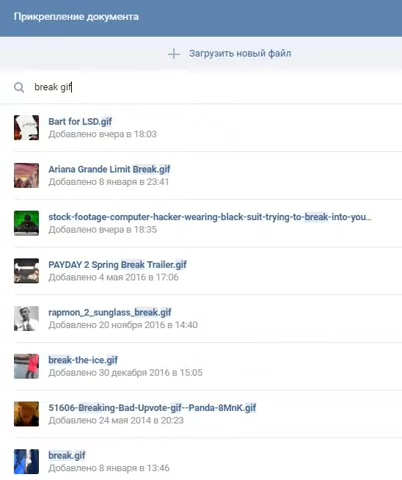 Прикрепление документа
Загрузить новый файл
break gif
Bart for LSD.gif
Добавлено вчера в 18:03
Ariana Grande Limit Break.gif
Добавлено 8 января в 23:41
stock-footage-computer-hacker-wearing-black-suit-trying-to-break-into-you..
Добавлено вчера в 18:35
PAYDAY 2 Spring Break Trailer.gif
Добавлено 4 мая 2016 в 17:06
rapmon_2_sunglass_break.gif
Добавлено 20 ноября 2016 в 14:40
break-the-ice.gif
Добавлено 30 декабря 2016 в 15:05
51606-Breaking-Bad-Upvote-gif--Panda-8MnK.gif
Добавлено 24 мая 2014 в 20:23
break.gif
Добавлено 8 января в 13:46